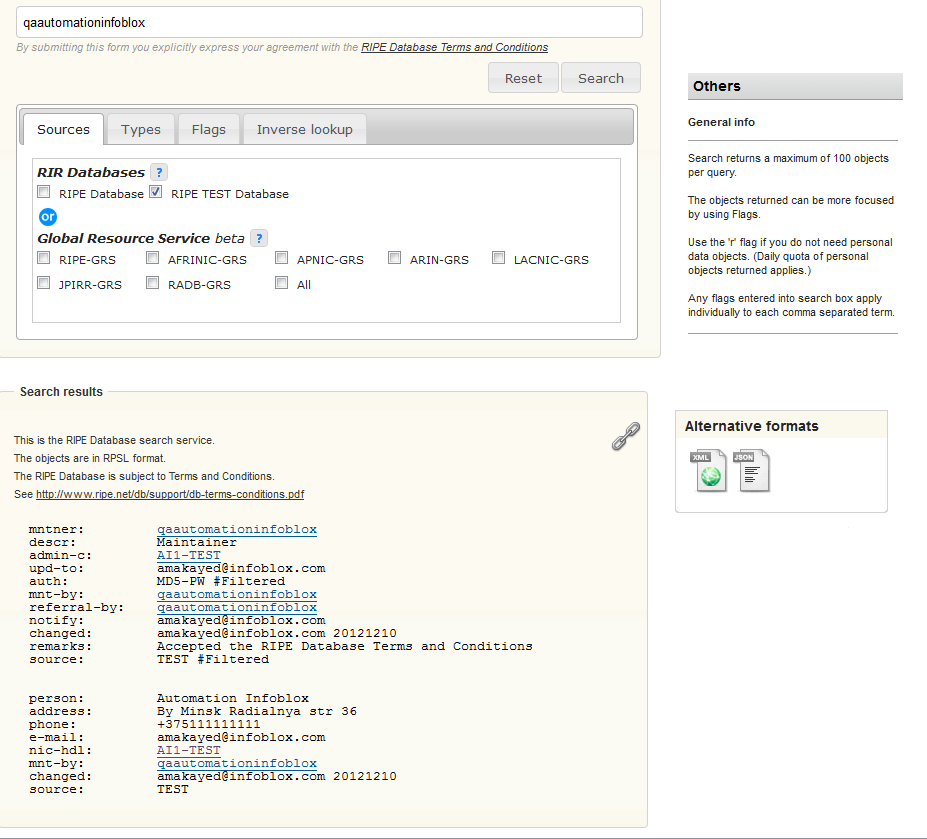 qaautomationinfoblox
By submitting this form you explicitly express your agreement with the RIPE Database Terms and Conditions
Reset Search
Sources Types Flags Inverse lookup
RIR Databases ?
RIPE Database RIPE TEST Database
or
Global Resource Service beta ?
RIPE-GRS AFRINIC-GRS APNIC-GRS ARIN-GRS LACNIC-GRS
JPIRR-GRS RADB-GRS All
Others
General info
Search returns a maximum of 100 objects
per query.
The objects returned can be more focused
by using Flags.
Use the 'r' flag if you do not need personal
data objects. (Daily quota of personal
objects returned applies.)
Any flags entered into search box apply
individually to each comma separated term.
Search results
This is the RIPE Database search service.
The objects are in RPSL format.
The RIPE Database is subject to Terms and Conditions.
See http://www.ripe.net/db/support/db-terms-conditions.pdf
mntner: qaautomationinfoblox
descr: Maintainer
admin-c: AI1-TEST
upd-to: amakayed@infoblox.com
auth: MD5-PW #Filtered
mnt-by: qaautomationinfoblox
referral-by: qaautomationinfoblox
notify: amakayed@infoblox.com
changed: amakayed@infoblox.com 20121210
remarks: Accepted the RIPE Database Terms and Conditions
source: TEST #Filtered
person: Automation Infoblox
address: By Minsk Radialnya str 36
phone: +375111111111
e-mail: amakayed@infoblox.com
nic-hdl: AI1-TEST
mnt-by: qaautomationinfoblox
changed: amakayed@infoblox.com 20121210
source: TEST
Alternative formats
XML JSON